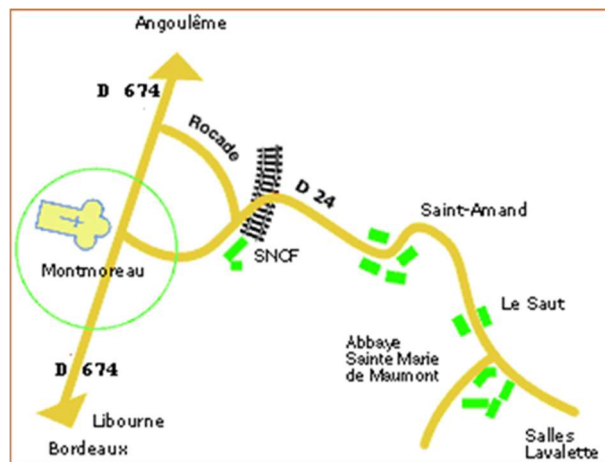 Angoulême
D 674
Rocade
D 24
Saint-Amand
SNCF
Montmoreau
Le Saut
Abbaye
Sainte Marie
de Maumont
D 674
Libourne
Bordeaux
Salles
Lavalette